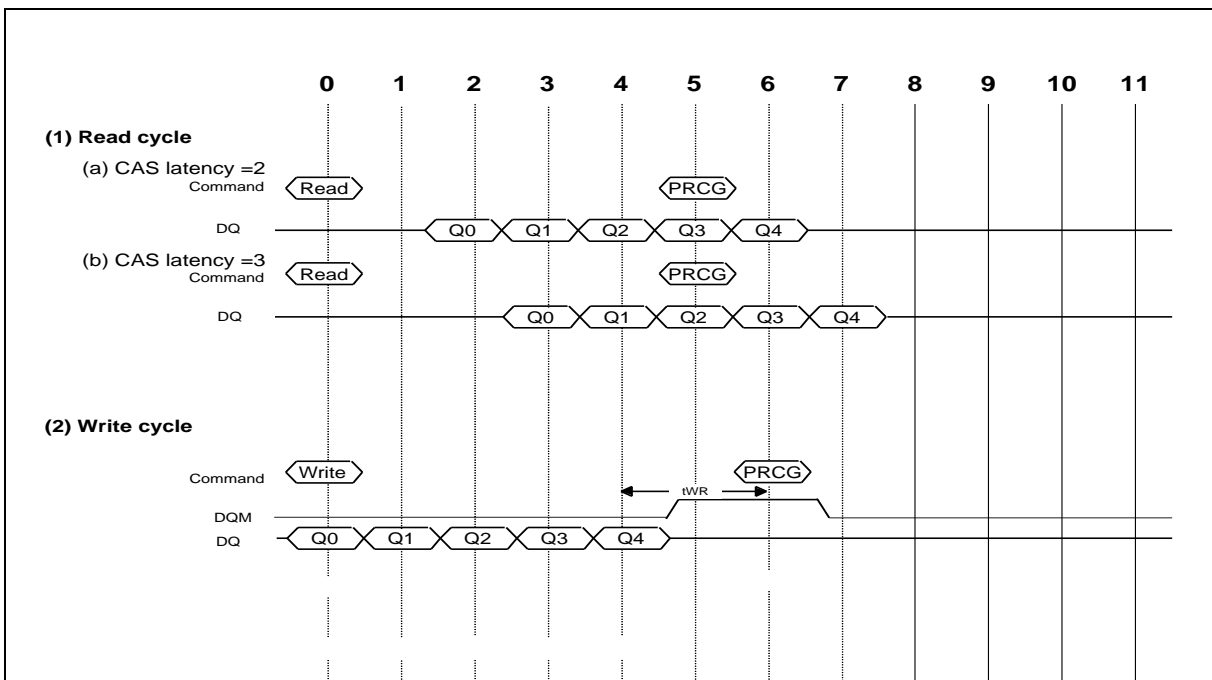 0 1 2 3 4 5 6 7 8 9 10 11
(1) Read cycle
(a) CAS latency =2
Command Read PRCG
DQ Q0 Q1 Q2 Q3 Q4
(b) CAS latency =3
Command Read PRCG
DQ Q0 Q1 Q2 Q3 Q4
(2) Write cycle
Command Write PRCG
tWR
DQM
DQ Q0 Q1 Q2 Q3 Q4